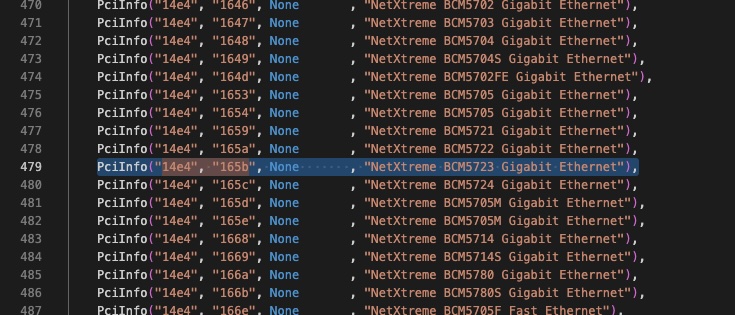 470 PciInfo("14e4", "1646", None , "NetXtreme BCM5702 Gigabit Ethernet"),
471 PciInfo("14e4", "1647", None , "NetXtreme BCM5703 Gigabit Ethernet"),
472 PciInfo("14e4", "1648", None , "NetXtreme BCM5704 Gigabit Ethernet"),
473 PciInfo("14e4", "1649", None , "NetXtreme BCM5704S Gigabit Ethernet"),
474 PciInfo("14e4", "164d", None , "NetXtreme BCM5702FE Gigabit Ethernet"),
475 PciInfo("14e4", "1653", None , "NetXtreme BCM5705 Gigabit Ethernet"),
476 PciInfo("14e4", "1654", None , "NetXtreme BCM5705 Gigabit Ethernet"),
477 PciInfo("14e4", "1659", None , "NetXtreme BCM5721 Gigabit Ethernet"),
478 PciInfo("14e4", "165a", None , "NetXtreme BCM5722 Gigabit Ethernet"),
479 PciInfo("14e4", "165b", None , "NetXtreme BCM5723 Gigabit Ethernet"),
480 PciInfo("14e4", "165c", None , "NetXtreme BCM5724 Gigabit Ethernet"),
481 PciInfo("14e4", "165d", None , "NetXtreme BCM5705M Gigabit Ethernet"),
482 PciInfo("14e4", "165e", None , "NetXtreme BCM5705M Gigabit Ethernet"),
483 PciInfo("14e4", "1668", None , "NetXtreme BCM5714 Gigabit Ethernet"),
484 PciInfo("14e4", "1669", None , "NetXtreme BCM5714S Gigabit Ethernet"),
485 PciInfo("14e4", "166a", None , "NetXtreme BCM5780 Gigabit Ethernet"),
486 PciInfo("14e4", "166b", None , "NetXtreme BCM5780S Gigabit Ethernet"),
487 PciInfo("14e4", "166e", None , "NetXtreme BCM5705F Fast Ethernet"),